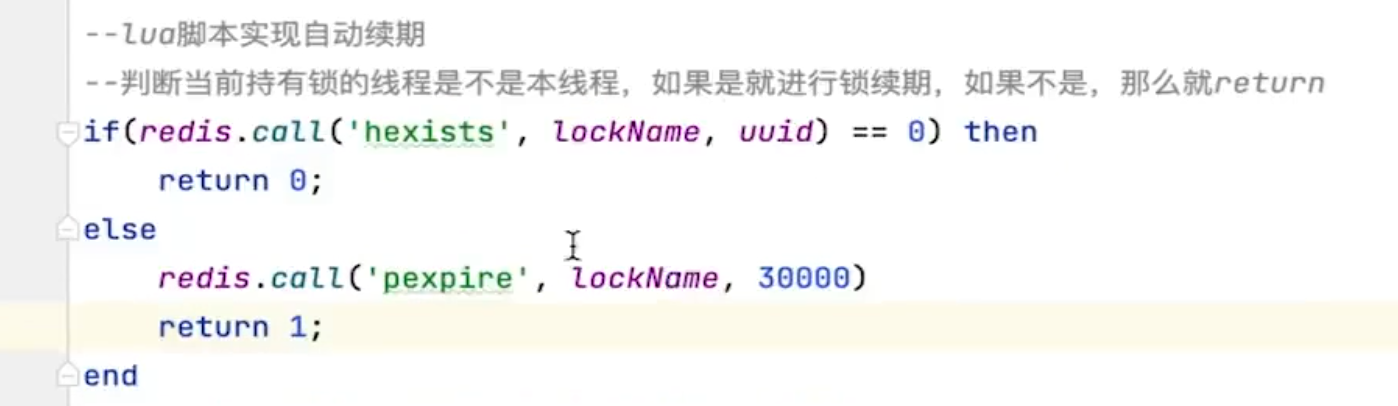 --lua脚本实现自动续期
--判断当前持有锁的线程是不是本线程，如果是就进行锁续期，如果不是，那么就return
if(redis.call('hexists', lockName, uuid) == 0) then
    return 0;
else
    redis.call('pexpire', lockName, 30000)
    return 1;
end